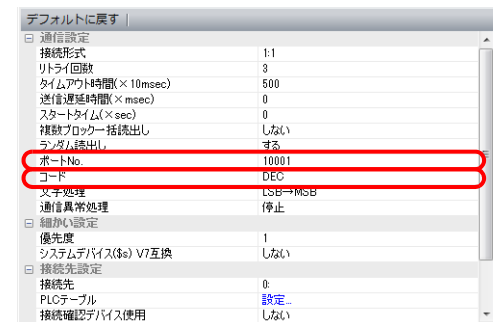 デフォルトに戻す
通信設定
接続形式 1:1
リトライ回数 3
タイムアウト時間(×10msec) 500
送信遅延時間(×msec) 0
スタートタイム(×sec) 0
複数ブロック一括読出し しない
ランダム読出し する
ポートNo. 10001
コード DEC
文字処理 LSB→MSB
通信異常処理 停止
細かい設定
優先度 1
システムデバイス($s) V7互換 しない
接続先設定
接続先 0:
PLCテーブル 設定...
接続確認デバイス使用 しない